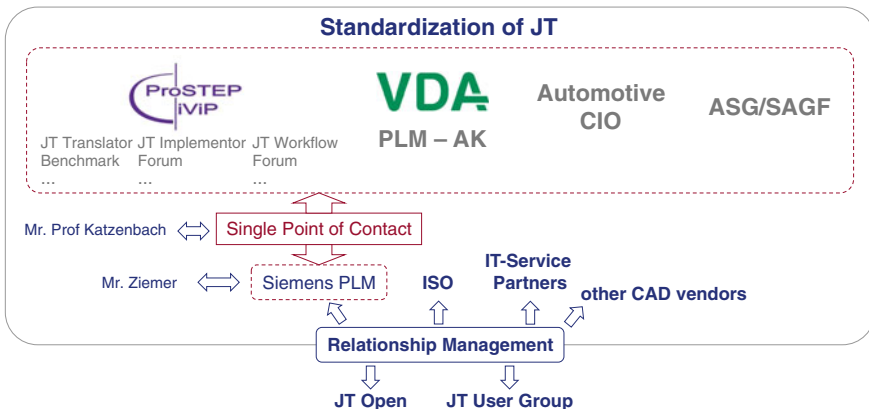 Standardization of JT
ProSTEP
iViP
VDA
PLM – AK
Automotive
CIO
ASG/SAGF
JT Translator
Benchmark
...
JT Implementor
Forum
...
JT Workflow
Forum
...
Mr. Prof Katzenbach
Single Point of Contact
Mr. Ziemer
Siemens PLM
ISO
IT-Service
Partners
other CAD vendors
Relationship Management
JT Open
JT User Group